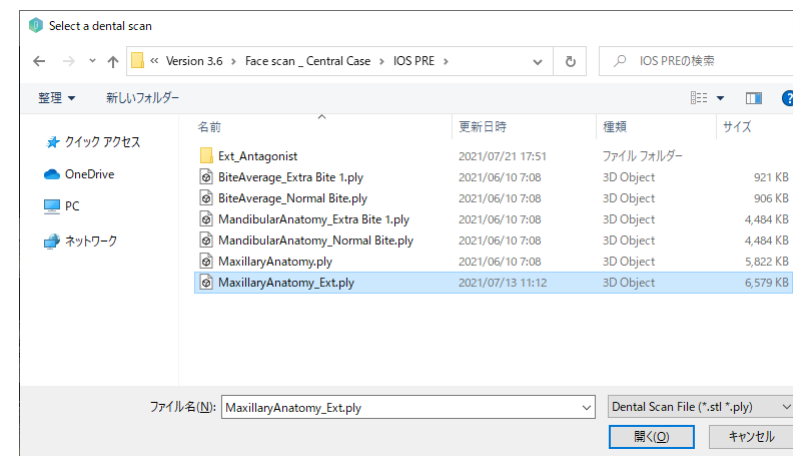 Select a dental scan
« Version 3.6 › Face scan _ Central Case › IOS PRE ›
IOS PREの検索
整理 新しいフォルダー
名前 更新日時 種類 サイズ
クイック アクセス
OneDrive
PC
ネットワーク
Ext_Antagonist 2021/07/21 17:51 ファイル フォルダー
BiteAverage_Extra Bite 1.ply 2021/06/10 7:08 3D Object 921 KB
BiteAverage_Normal Bite.ply 2021/06/10 7:08 3D Object 906 KB
MandibularAnatomy_Extra Bite 1.ply 2021/06/10 7:08 3D Object 4,484 KB
MandibularAnatomy_Normal Bite.ply 2021/06/10 7:08 3D Object 4,484 KB
MaxillaryAnatomy.ply 2021/06/10 7:08 3D Object 5,822 KB
MaxillaryAnatomy_Ext.ply 2021/07/13 11:12 3D Object 6,579 KB
ファイル名(N): MaxillaryAnatomy_Ext.ply Dental Scan File (*.stl *.ply)
開く(O) キャンセル